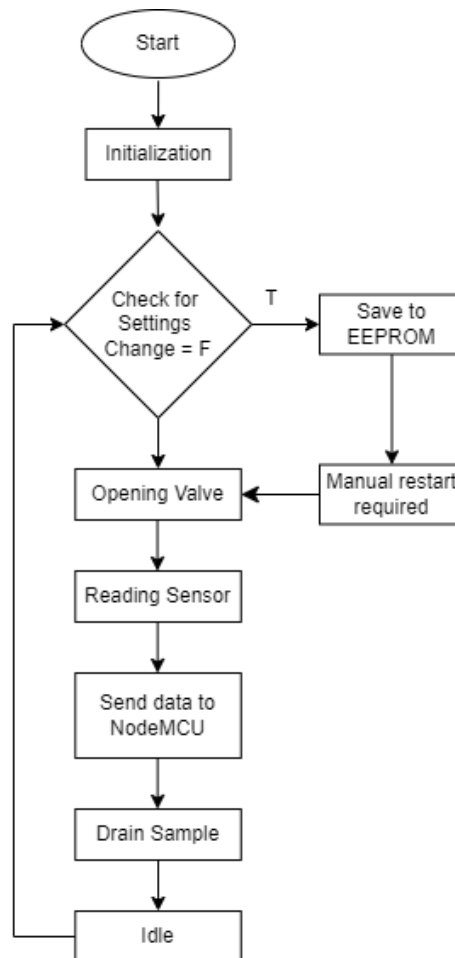 Start
Initialization
Check for
Settings
Change = F
T
Save to
EEPROM
Manual restart
required
Opening Valve
Reading Sensor
Send data to
NodeMCU
Drain Sample
Idle